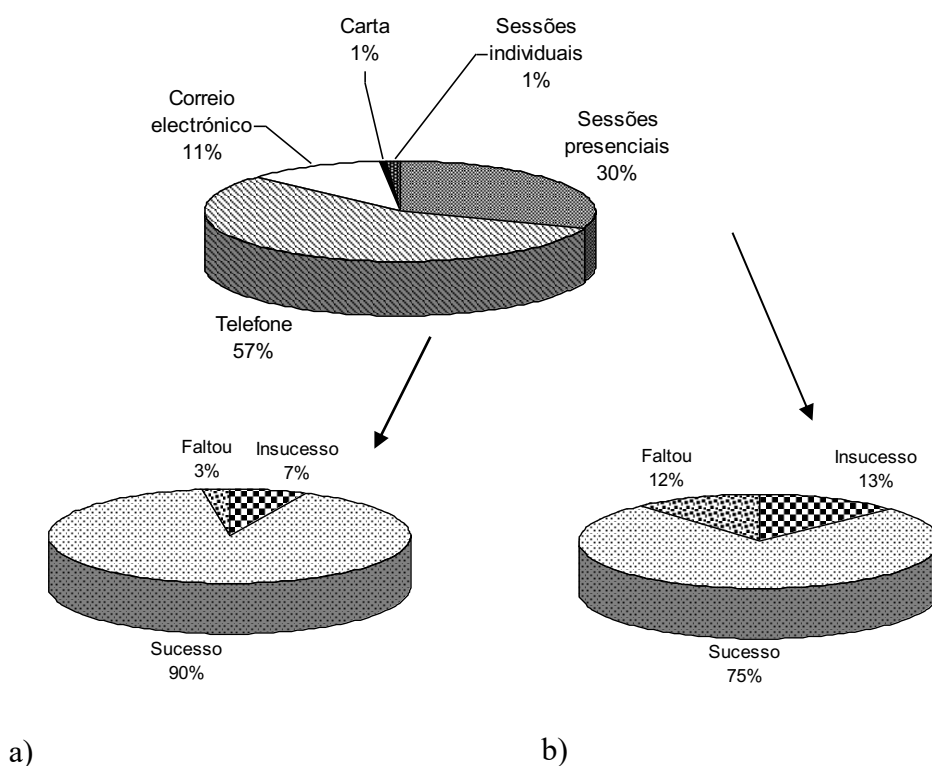 Carta
1%
Sessões
individuais
1%
Correio
electrónico
11%
Sessões
presenciais
30%
Telefone
57%
Faltou
3%
Insucesso
7%
Sucesso
90%
Faltou
12%
Insucesso
13%
Sucesso
75%
a)
b)